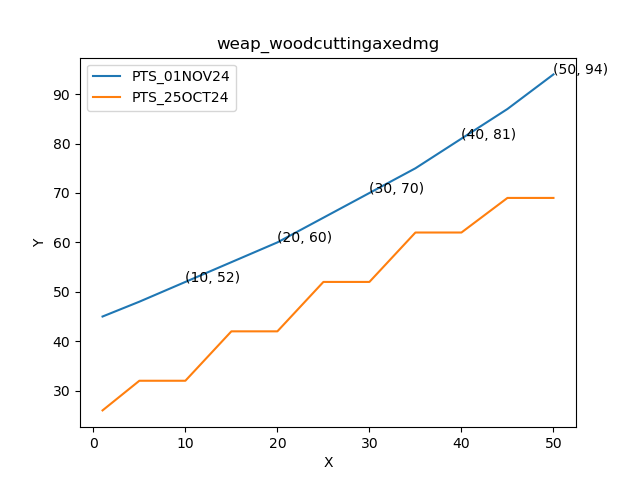 weap_woodcuttingaxedmg
PTS_01NOV24
PTS_25OCT24
(50, 94)
(40, 81)
(30, 70)
(20, 60)
(10, 52)
90
80
70
60
50
40
30
Y
0 10 20 30 40 50
X